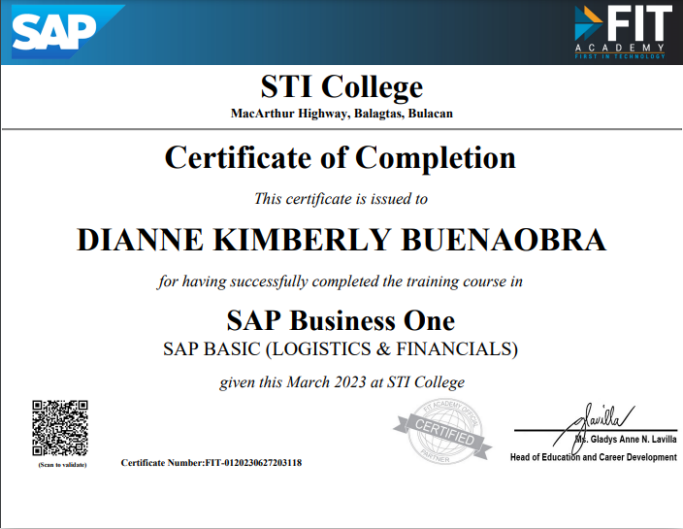 SAP
FIT
ACADEMY
FIRST IN TECHNOLOGY
STI College
MacArthur Highway, Balagtas, Bulacan
Certificate of Completion
This certificate is issued to
DIANNE KIMBERLY BUENAOBRA
for having successfully completed the training course in
SAP Business One
SAP BASIC (LOGISTICS & FINANCIALS)
given this March 2023 at STI College
(Scan to validate)
Certificate Number:FIT-0120230627203118
FIT ACADEMY OFFICIAL
CERTIFIED
PARTNER
glavilla
Ms. Gladys Anne N. Lavilla
Head of Education and Career Development